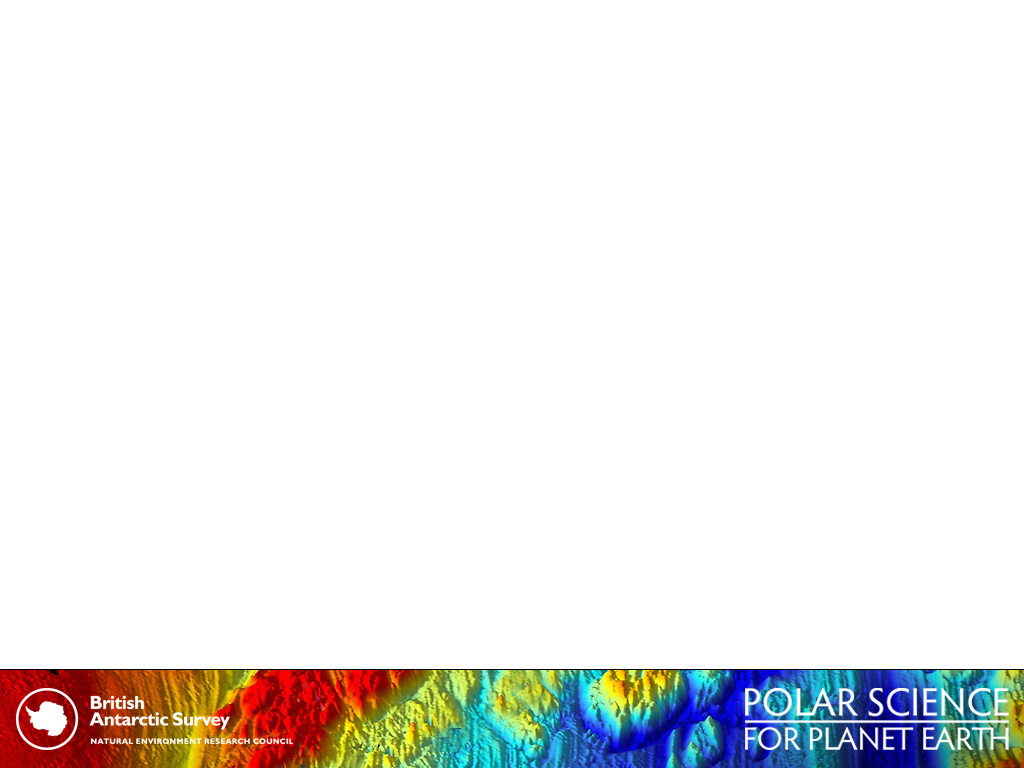 British
Antarctic Survey
NATURAL ENVIRONMENT RESEARCH COUNCIL
POLAR SCIENCE
FOR PLANET EARTH